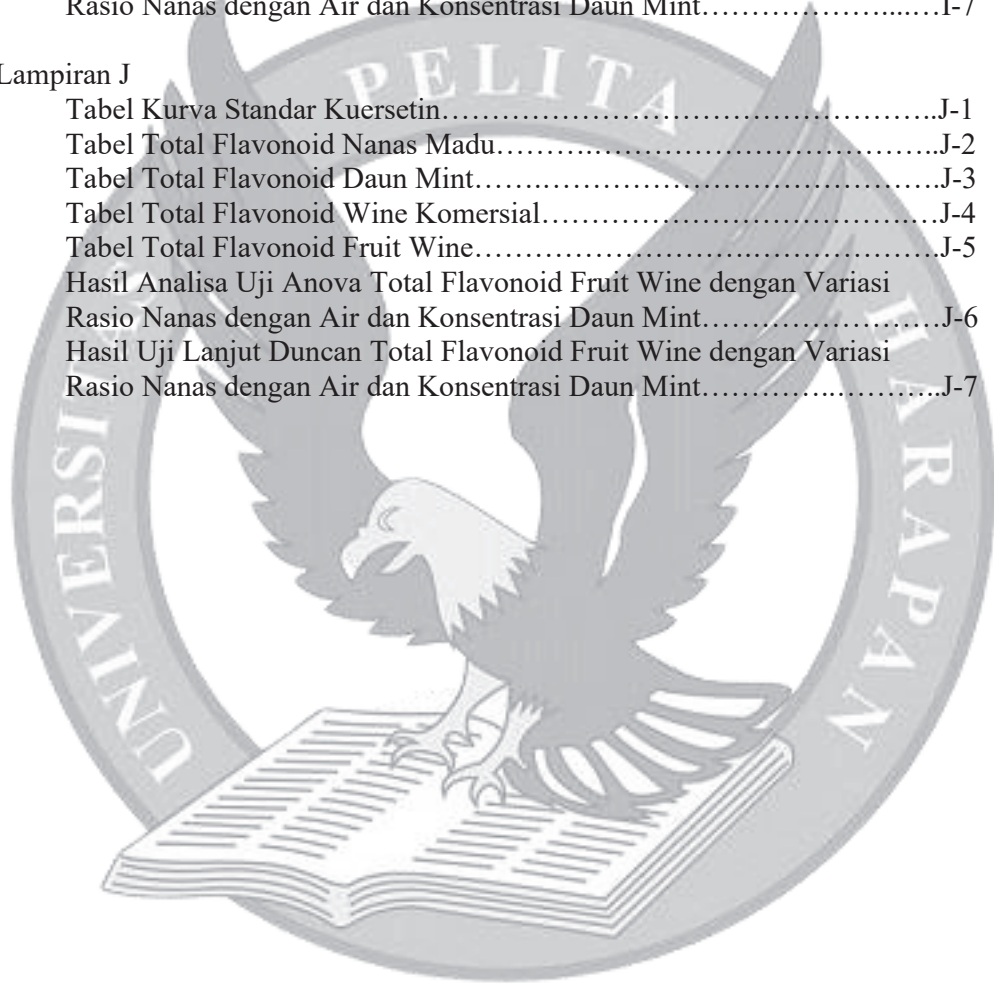 Rasio Nanas dengan Air dan Konsentrasi Daun Mint…………………....…I-7
Lampiran J
Tabel Kurva Standar Kuersetin…………………………………………………..J-1
Tabel Total Flavonoid Nanas Madu……….……………………………………..J-2
Tabel Total Flavonoid Daun Mint…….………………………………………….J-3
Tabel Total Flavonoid Wine Komersial……………………………………….…J-4
Tabel Total Flavonoid Fruit Wine……………………………..………………….J-5
Hasil Analisa Uji Anova Total Flavonoid Fruit Wine dengan Variasi
Rasio Nanas dengan Air dan Konsentrasi Daun Mint……………………….J-6
Hasil Uji Lanjut Duncan Total Flavonoid Fruit Wine dengan Variasi
Rasio Nanas dengan Air dan Konsentrasi Daun Mint…………..…………..J-7
UNIVERSITAS PELITA HARAPAN